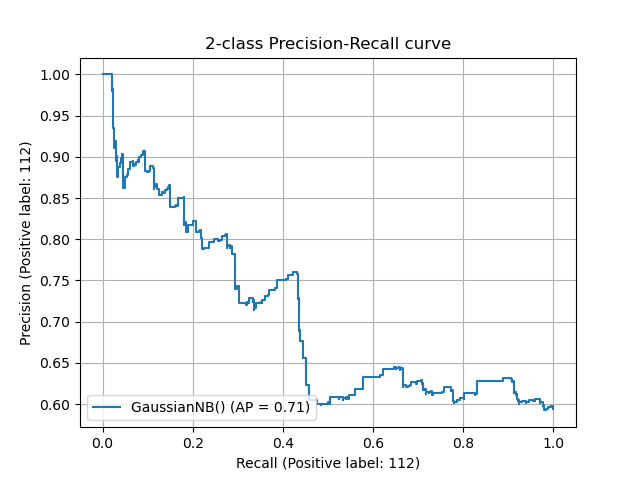 2-class Precision-Recall curve
Precision (Positive label: 112)
1.00
0.95
0.90
0.85
0.80
0.75
0.70
0.65
0.60
GaussianNB() (AP = 0.71)
0.0 0.2 0.4 0.6 0.8 1.0
Recall (Positive label: 112)